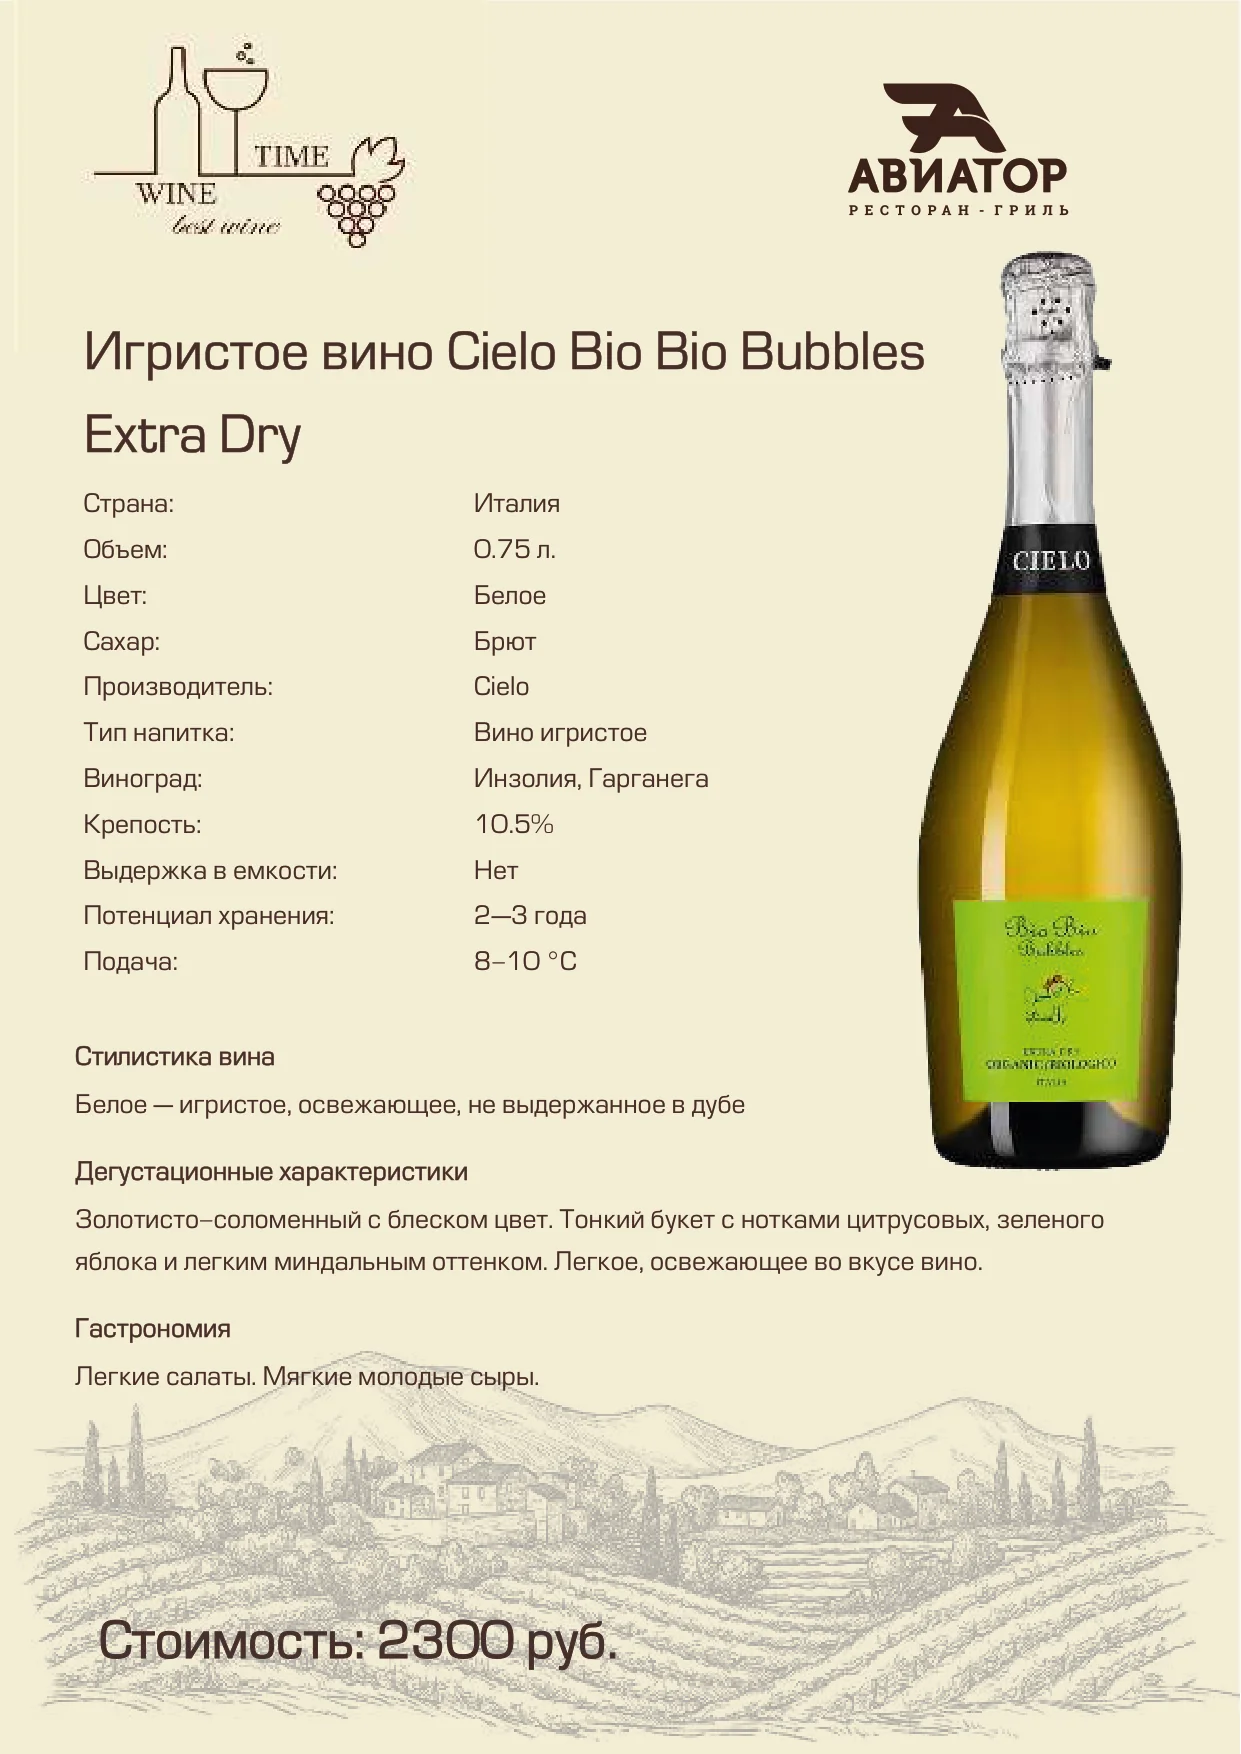 TIME
WINE
best wine
АВИАТОР
РЕСТОРАН - ГРИЛЬ
Игристое вино Cielo Bio Bio Bubbles
Extra Dry
Страна: Италия
Объем: 0.75 л.
Цвет: Белое
Сахар: Брют
Производитель: Cielo
Тип напитка: Вино игристое
Виноград: Инзолия, Гарганега
Крепость: 10.5%
Выдержка в емкости: Нет
Потенциал хранения: 2—3 года
Подача: 8–10 °C
CIELO
Bio Bio
Bubbles
EXTRA DRY
ORGANIC/BIOLOGICO
ITALIA
Стилистика вина
Белое — игристое, освежающее, не выдержанное в дубе
Дегустационные характеристики
Золотисто–соломенный с блеском цвет. Тонкий букет с нотками цитрусовых, зеленого
яблока и легким миндальным оттенком. Легкое, освежающее во вкусе вино.
Гастрономия
Легкие салаты. Мягкие молодые сыры.
Стоимость: 2300 руб.